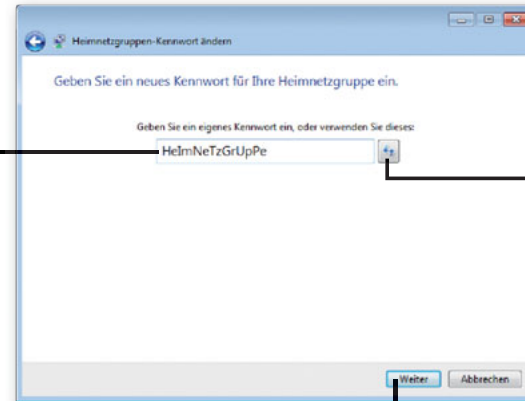 Heimnetzgruppen-Kennwort ändern
Geben Sie ein neues Kennwort für Ihre Heimnetzgruppe ein.
Geben Sie ein eigenes Kennwort ein, oder verwenden Sie dieses:
HeImNeTzGrUpPe
Weiter Abbrechen